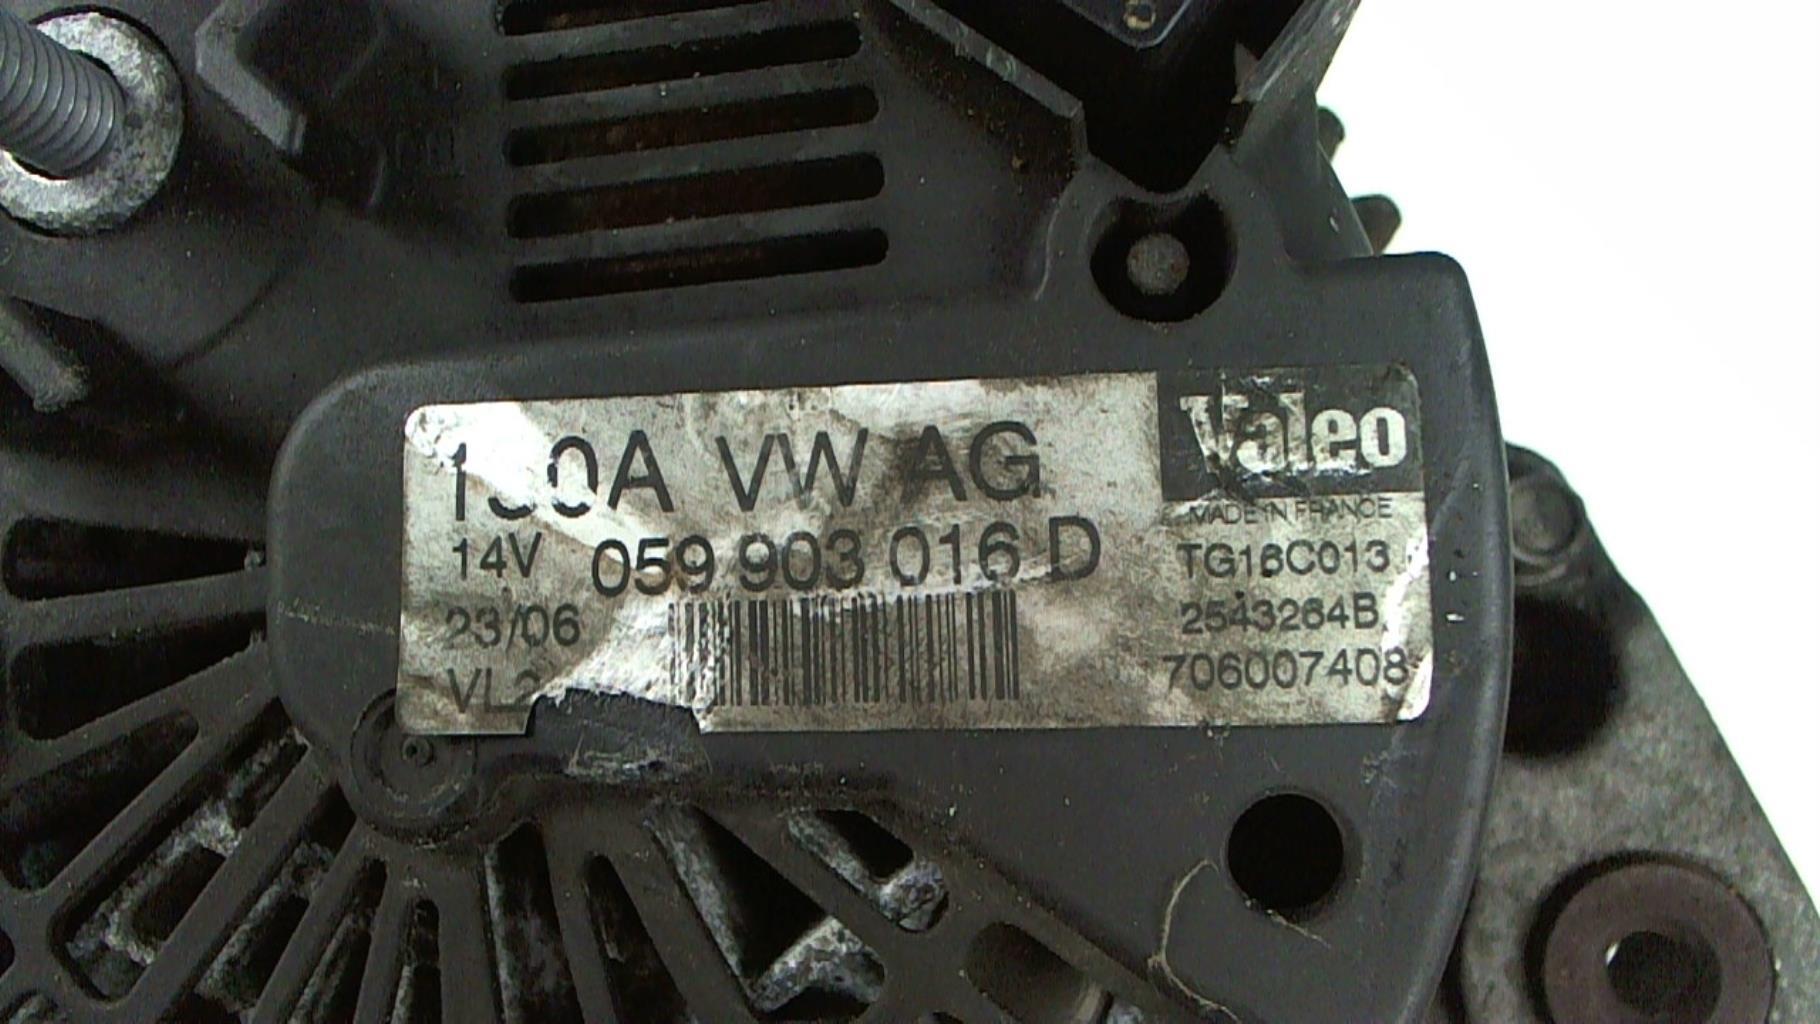 VW AG
Valeo
MADE IN FRANCE
14V 059 903 016 D
TG16C013
23/06
2543264B
706007408